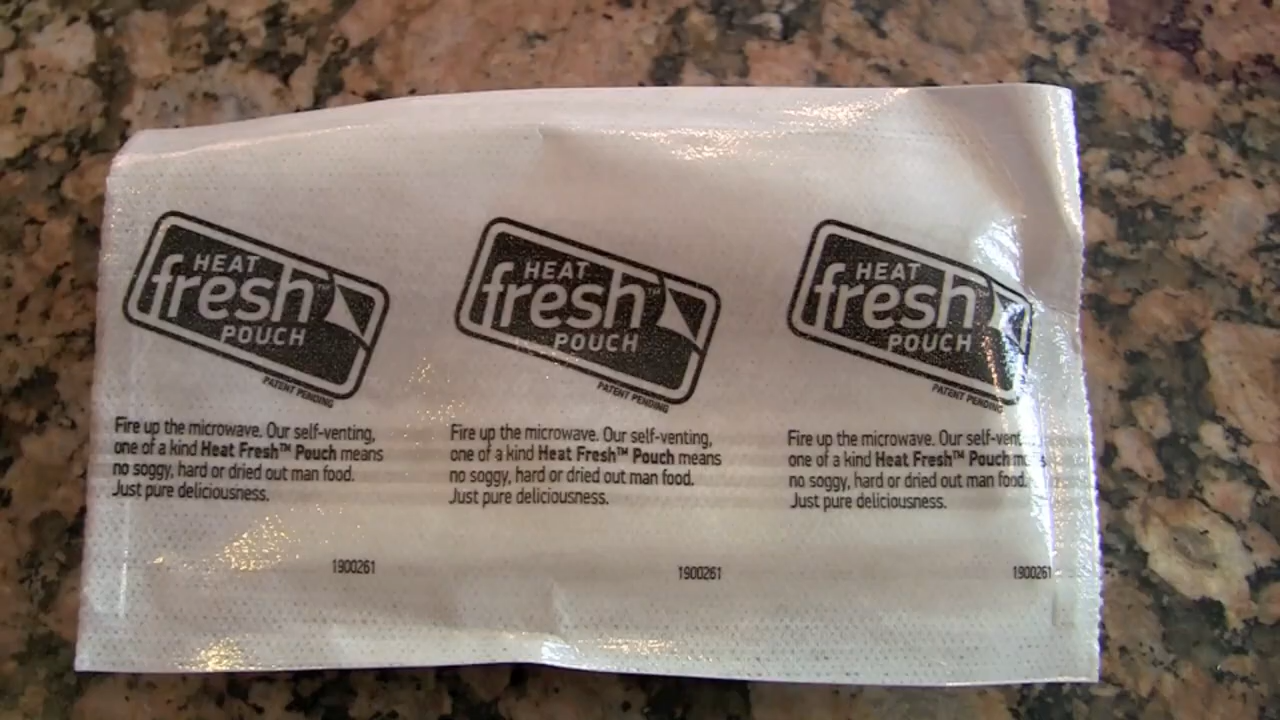 HEAT
fresh™
POUCH
PATENT PENDING
Fire up the microwave. Our self-venting,
one of a kind Heat Fresh™ Pouch means
no soggy, hard or dried out man food.
Just pure deliciousness.
1900261
HEAT
fresh™
POUCH
PATENT PENDING
Fire up the microwave. Our self-venting,
one of a kind Heat Fresh™ Pouch means
no soggy, hard or dried out man food.
Just pure deliciousness.
1900261
HEAT
fresh
POUCH
PATENT PENDING
Fire up the microwave. Our self-vent
one of a kind Heat Fresh™ Pouch
no soggy, hard or dried out man food.
Just pure deliciousness.
1900261